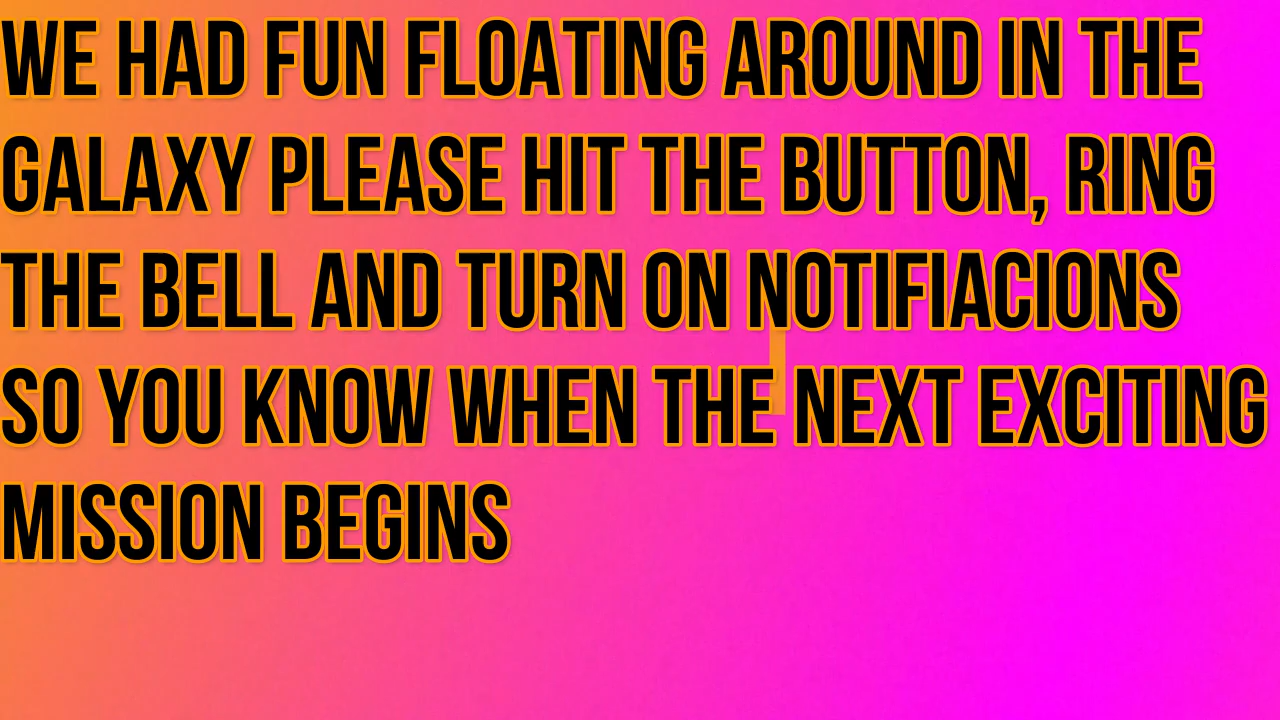 WE HAD FUN FLOATING AROUND IN THE
GALAXY PLEASE HIT THE BUTTON, RING
THE BELL AND TURN ON NOTIFIACIONS
SO YOU KNOW WHEN THE NEXT EXCITING
MISSION BEGINS